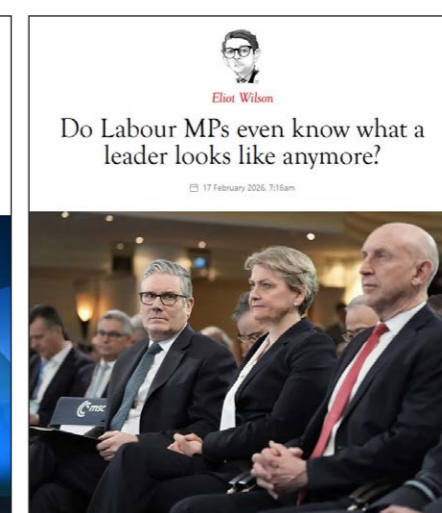 Eliot Wilson
Do Labour MPs even know what a
leader looks like anymore?
17 February 2026, 7:16am
msc